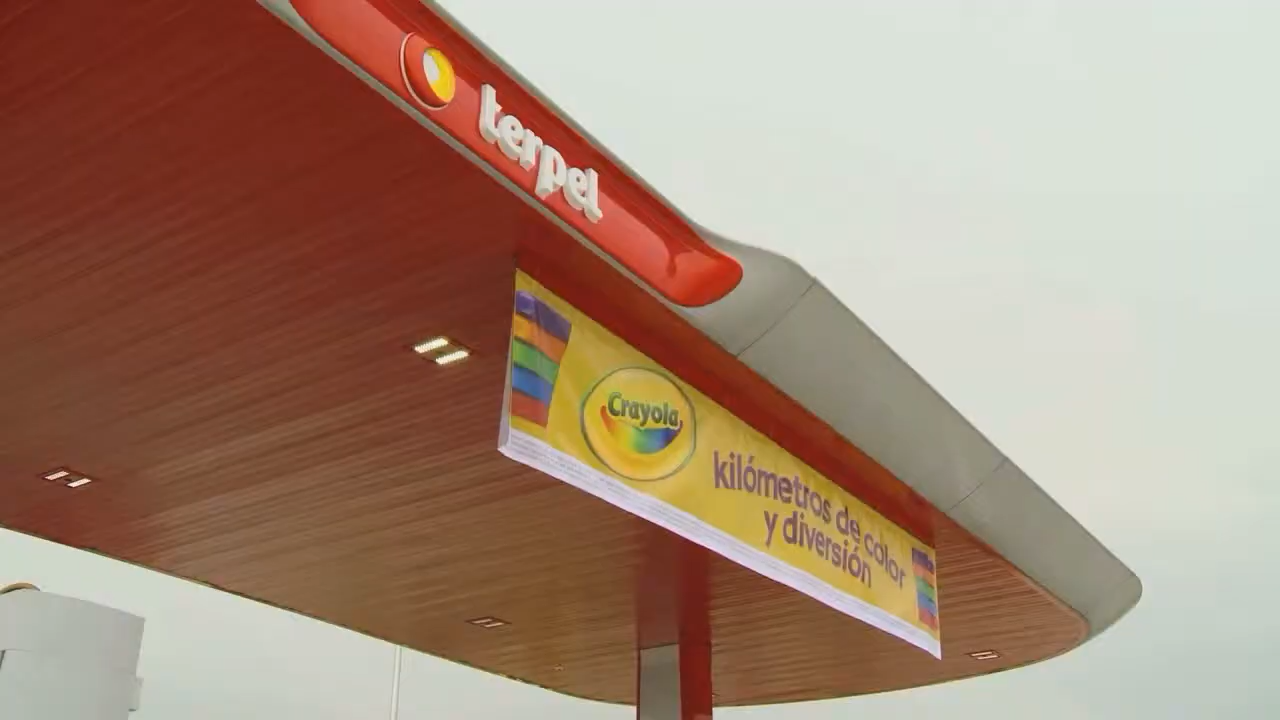 terpel
Crayola
kilómetros de color
y diversión